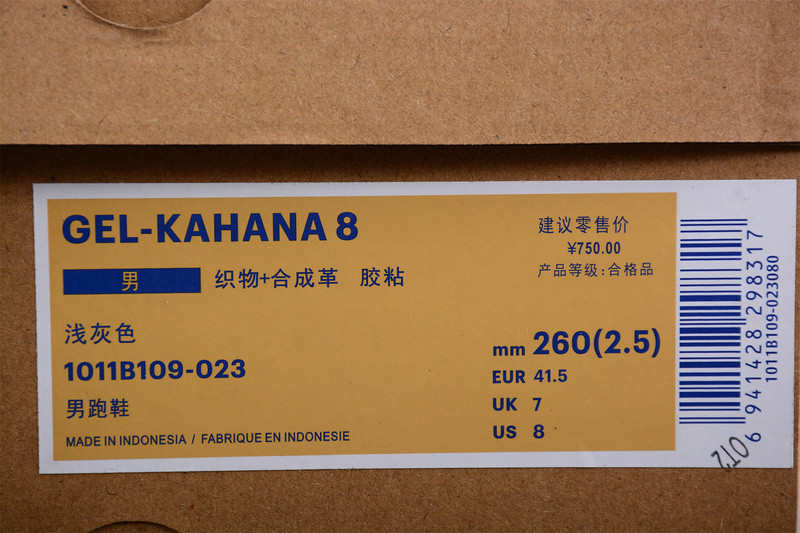 GEL-KAHANA 8
男 织物+合成革 胶粘
浅灰色
1011B109-023
男跑鞋
MADE IN INDONESIA / FABRIQUE EN INDONESIE
建议零售价
¥750.00
产品等级:合格品
mm 260(2.5)
EUR 41.5
UK 7
US 8
6 941428 298317
1011B109-023080